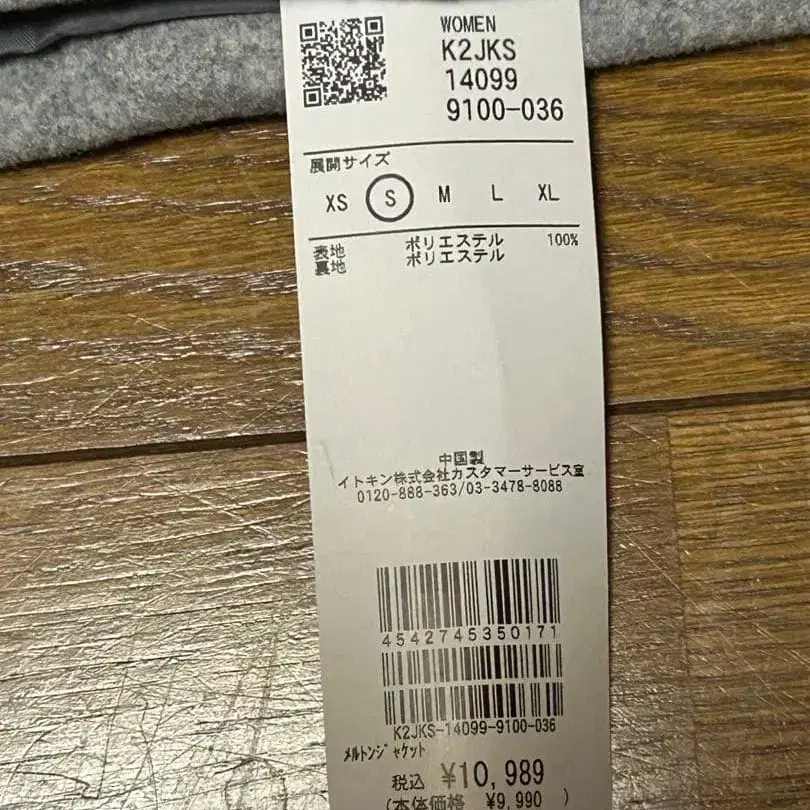 WOMEN
K2JKS
14099
9100-036
展開サイズ
XS S M L XL
表地 ポリエステル 100%
裏地 ポリエステル
中国製
イトキン株式会社カスタマーサービス室
0120-888-363/03-3478-8088
4542745350171
K2JKS-14099-9100-036
ﾒﾙﾄﾝｼﾞｬｹｯﾄ
税込 ¥10,989
(本体価格 ¥9,990)